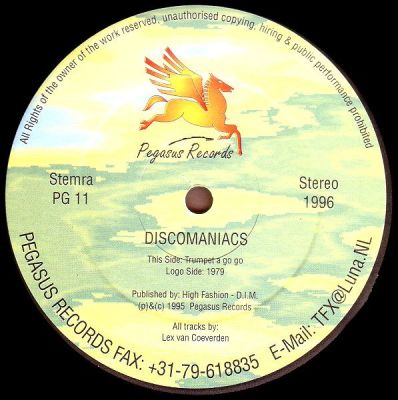 All Rights of the owner of the work reserved, unauthorised copying, hiring & public performance prohibited
Pegasus Records
Stemra
PG 11
Stereo
1996
DISCOMANIACS
This Side: Trumpet a go go
Logo Side: 1979
Published by: High Fashion - D.I.M.
(p)&(c) 1995 Pegasus Records
All tracks by:
Lex van Coeverden
PEGASUS RECORDS FAX: +31-79-618835 E-Mail: TFX@Luna.NL